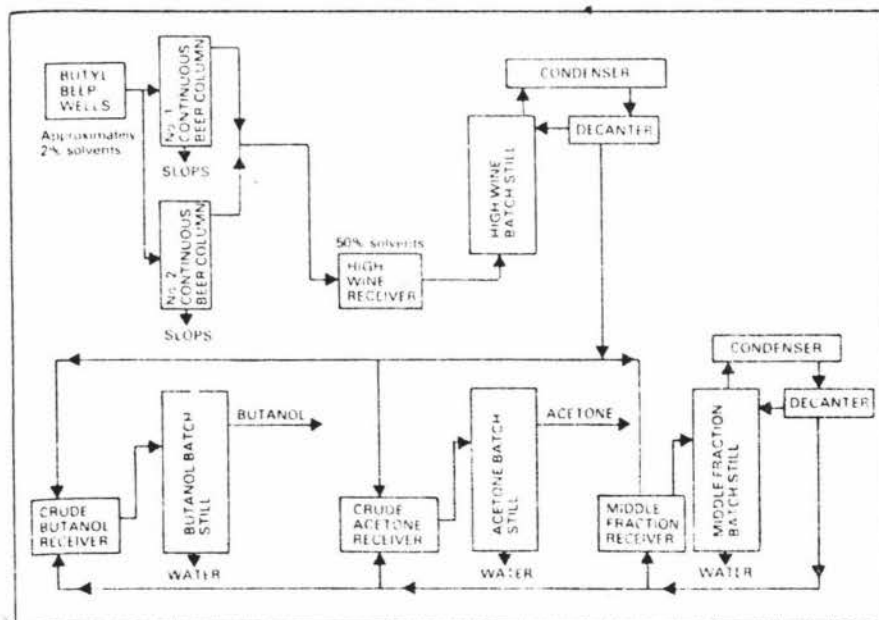 BUTYL
BEEP
WELLS
Approximately
2% solvents
No. 1
CONTINUOUS
BEER COLUMN
SLOPS
No. 2
CONTINUOUS
BEER COLUMN
SLOPS
50% solvents
HIGH
WINE
RECEIVER
HIGH WINE
BATCH STILL
CONDENSER
DECANTER
CRUDE
BUTANOL
RECEIVER
BUTANOL BATCH
STILL
BUTANOL
WATER
CRUDE
ACETONE
RECEIVER
ACETONE BATCH
STILL
ACETONE
WATER
MIDDLE
FRACTION
RECEIVER
MIDDLE FRACTION
BATCH STILL
CONDENSER
DECANTER
WATER